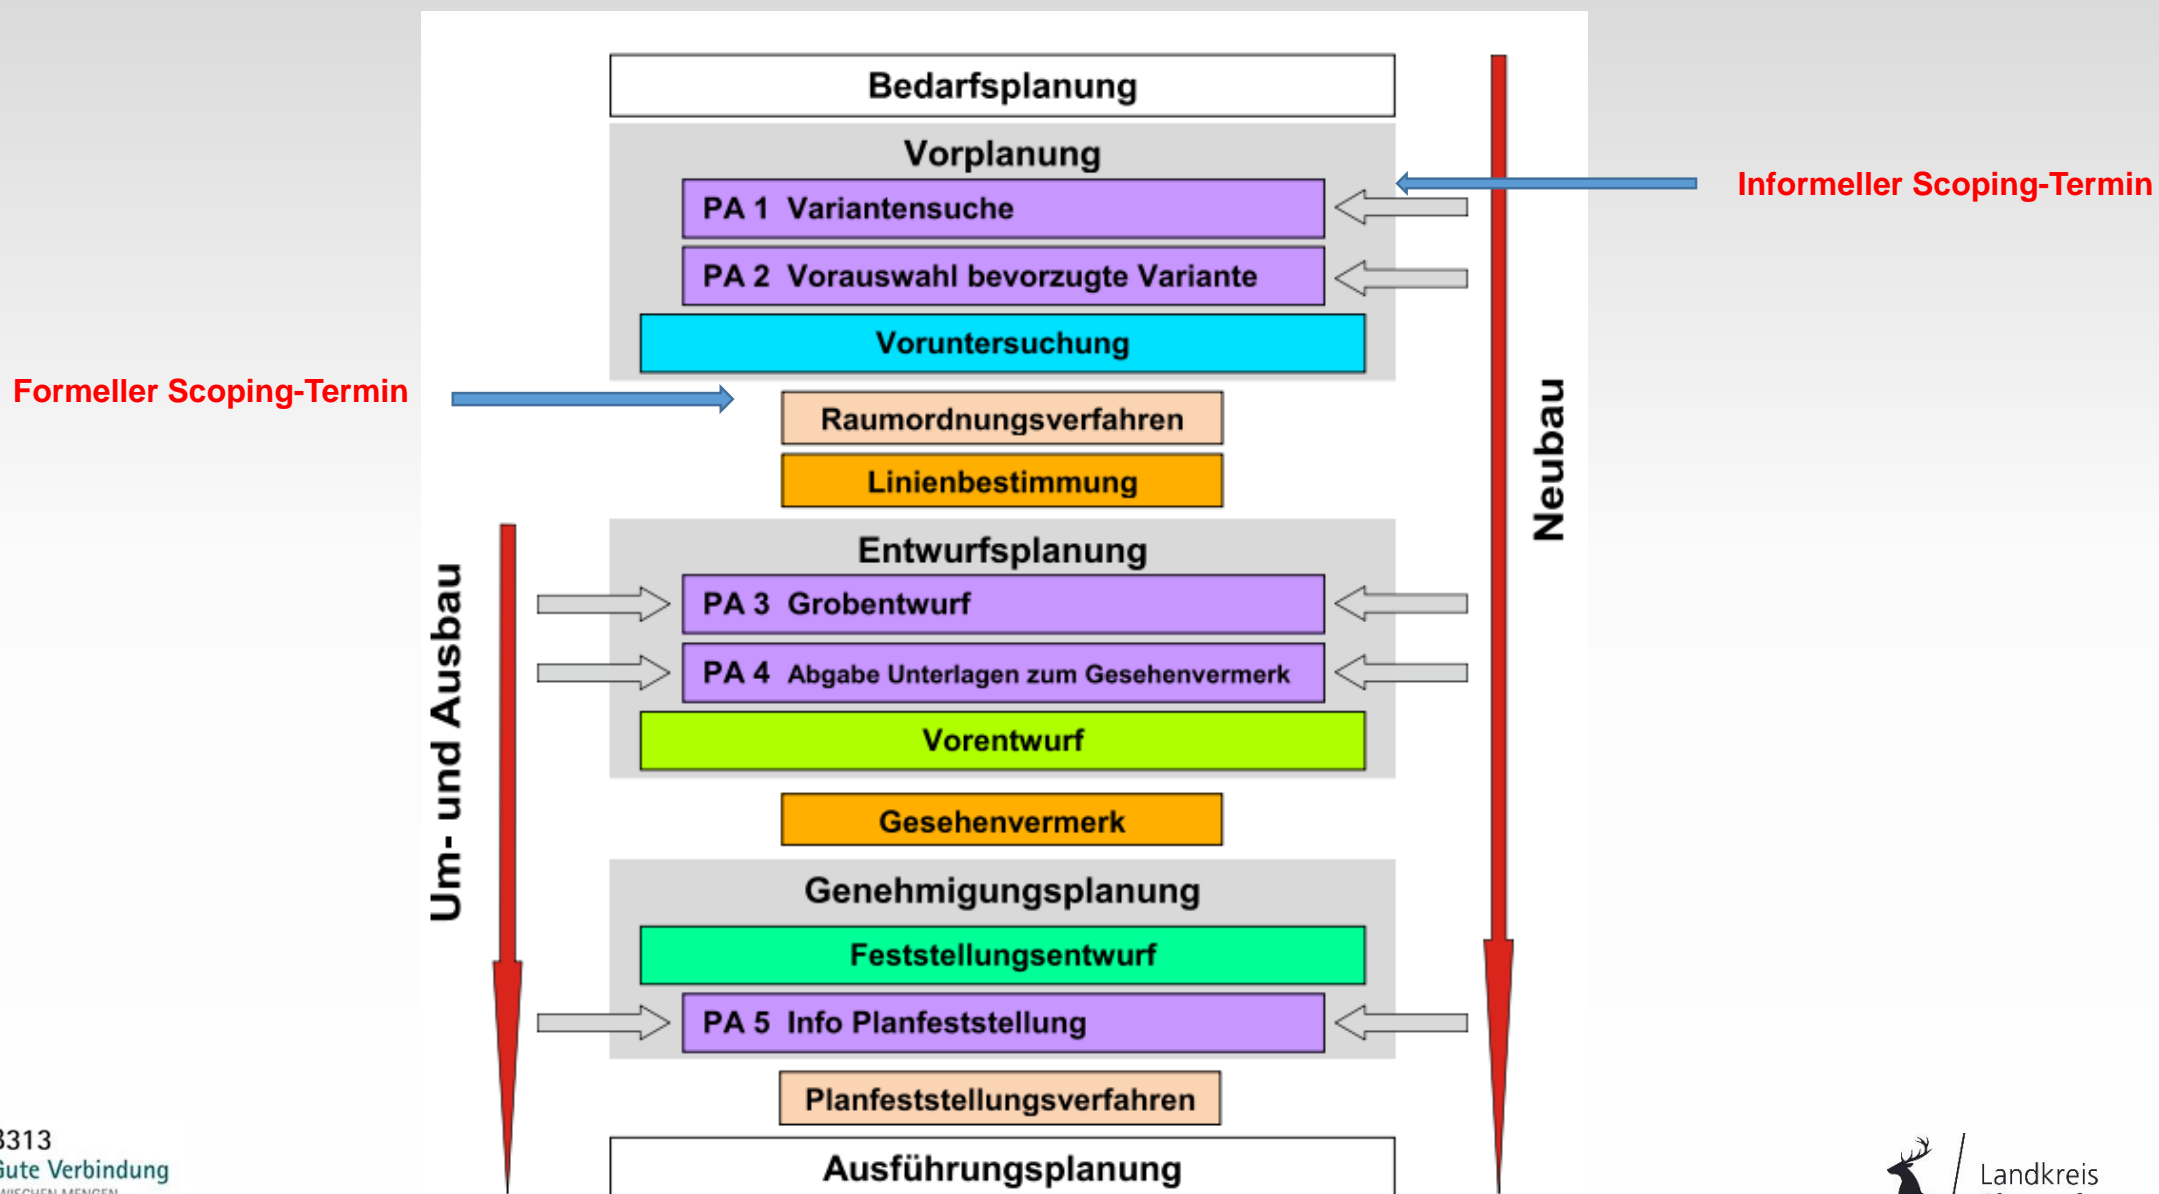 Bedarfsplanung
Vorplanung
PA 1 Variantensuche
Informeller Scoping-Termin
PA 2 Vorauswahl bevorzugte Variante
Voruntersuchung
Formeller Scoping-Termin
Raumordnungsverfahren
Linienbestimmung
Neubau
Um- und Ausbau
Entwurfsplanung
PA 3 Grobentwurf
PA 4 Abgabe Unterlagen zum Gesehenvermerk
Vorentwurf
Gesehenvermerk
Genehmigungsplanung
Feststellungsentwurf
PA 5 Info Planfeststellung
Planfeststellungsverfahren
Ausführungsplanung
3313
Gute Verbindung
Landkreis